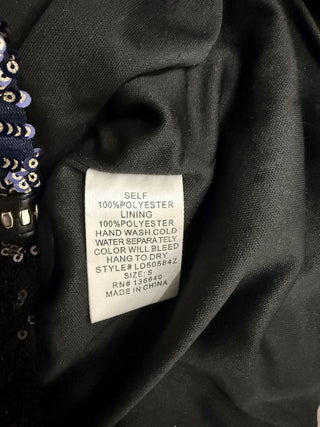 SELF
100%POLYESTER
LINING
100%POLYESTER
HAND WASH COLD
WATER SEPARATELY
COLOR WILL BLEED
HANG TO DRY
STYLE# LD50584Z
SIZE: S
RN# 136640
MADE IN CHINA